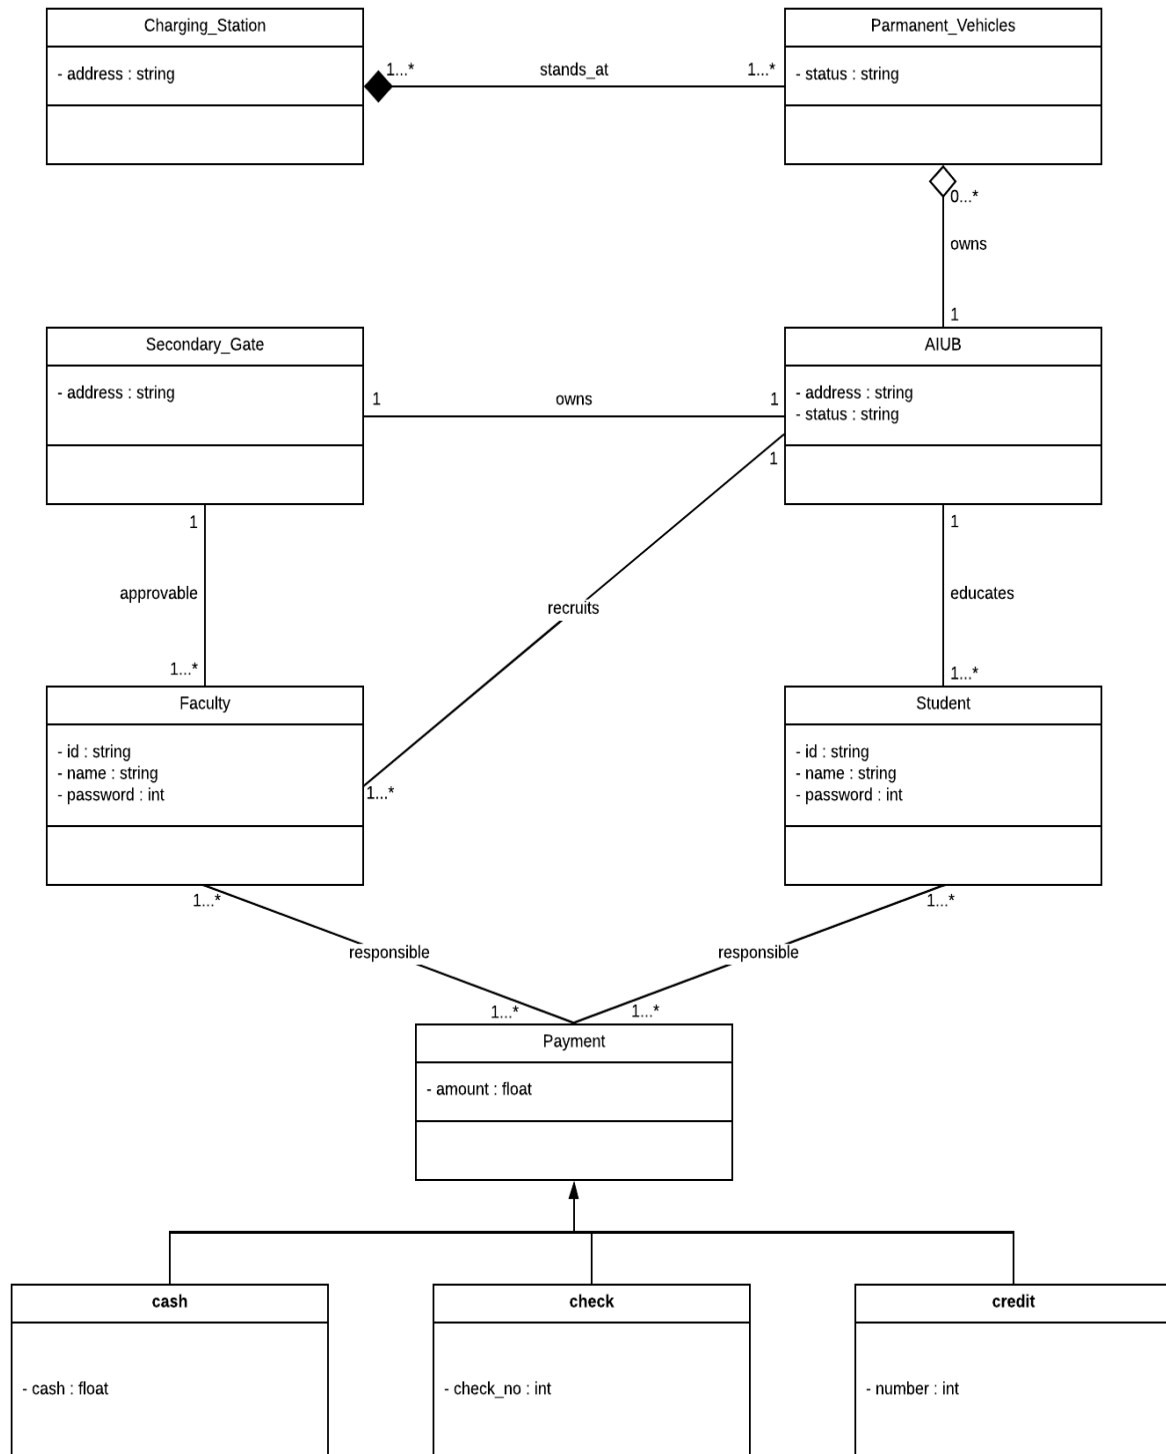 Charging_Station
- address : string
1...*
stands_at
1...*
Parmanent_Vehicles
- status : string
0...*
owns
1
Secondary_Gate
- address : string
1
owns
1
AIUB
- address : string
- status : string
1
1
approvable
1...*
recruits
1
educates
1...*
Faculty
- id : string
- name : string
- password : int
1...*
Student
- id : string
- name : string
- password : int
1...*
responsible
1...*
1...*
responsible
1...*
Payment
- amount : float
cash
- cash : float
check
- check_no : int
credit
- number : int